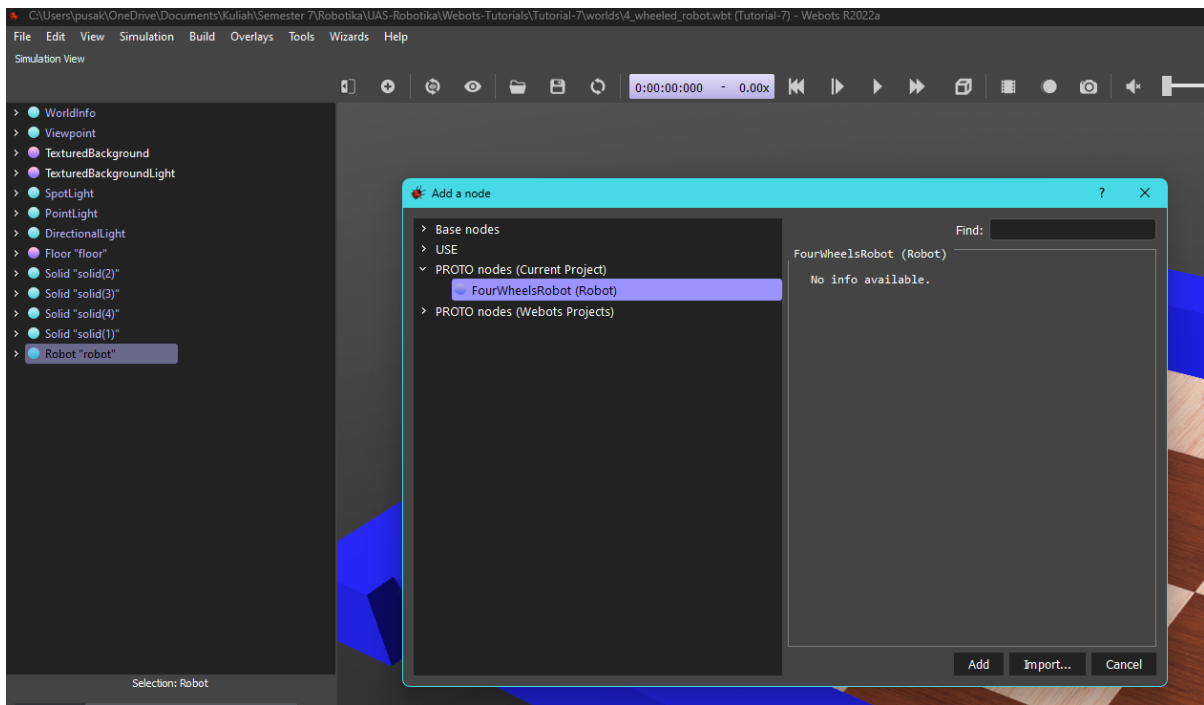 C:\Users\pusak\OneDrive\Documents\Kuliah\Semester 7\Robotika\UAS-Robotika\Webots-Tutorials\Tutorial-7\worlds\4_wheeled_robot.wbt (Tutorial-7) - Webots R2022a
File Edit View Simulation Build Overlays Tools Wizards Help
Simulation View
0:00:00:000 - 0.00x
WorldInfo
Viewpoint
TexturedBackground
TexturedBackgroundLight
SpotLight
PointLight
DirectionalLight
Floor "floor"
Solid "solid(2)"
Solid "solid(3)"
Solid "solid(4)"
Solid "solid(1)"
Robot "robot"
Selection: Robot
Add a node
? ×
Base nodes
USE
PROTO nodes (Current Project)
FourWheelsRobot (Robot)
PROTO nodes (Webots Projects)
Find:
FourWheelsRobot (Robot)
No info available.
Add Import... Cancel